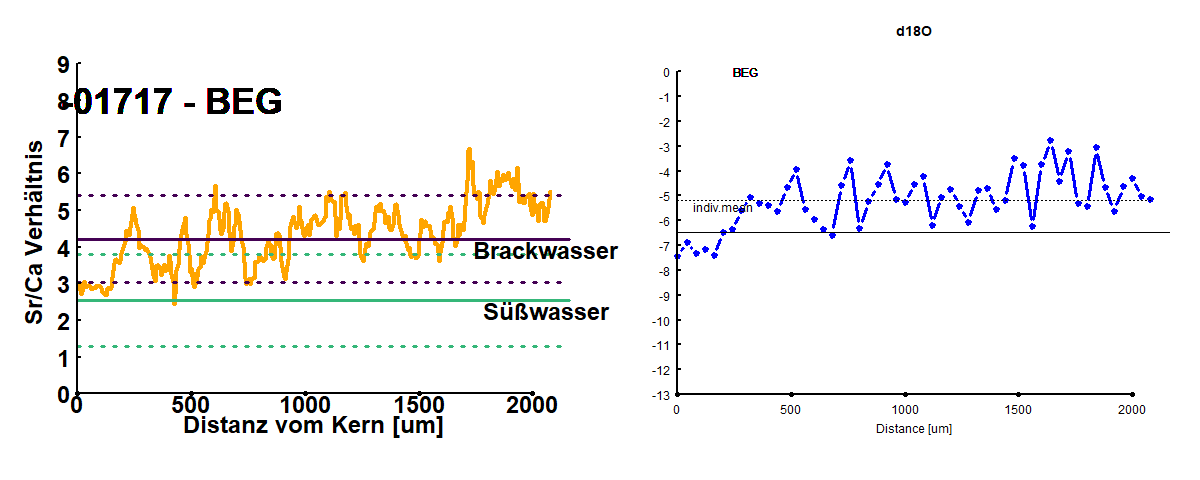 d18O
9
8
7
6
5
4
3
2
1
0
-01717 - BEG
Sr/Ca Verhältnis
Brackwasser
Süßwasser
0 500 1000 1500 2000
Distanz vom Kern [um]
BEG
0
-1
-2
-3
-4
-5
-6
-7
-8
-9
-10
-11
-12
-13
indiv.mean
0 500 1000 1500 2000
Distance [um]